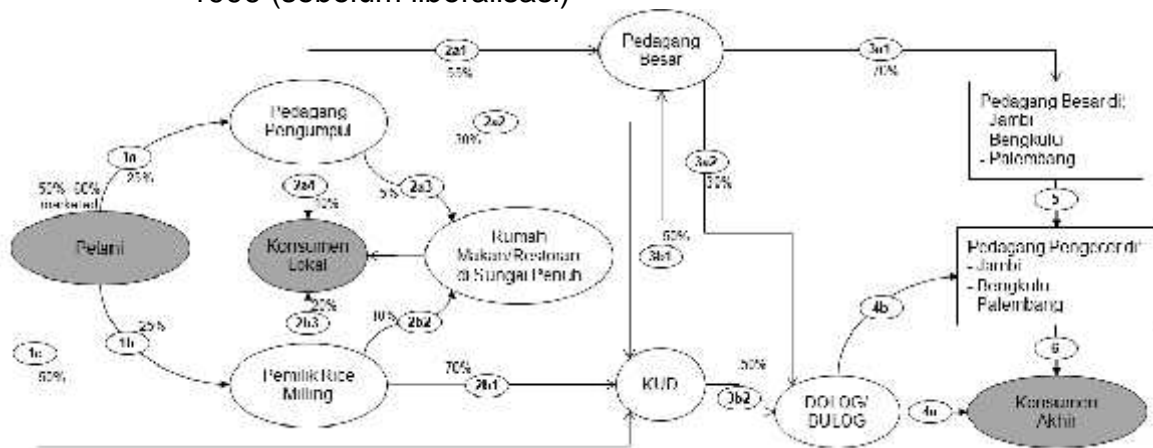 (sebelum liberalisasi)
2a1
55%
Pedagang
Besar
3a1
70%
Pedagang
Pengumpul
2a2
30%
Pedagang Besar di:
Jambi
Bengkulu
- Palembang
1a
25%
3a2
30%
50% 60%
marketed
2a4
10%
5%
2a3
5
Petani
Konsumen
Lokal
Rumah
Makan/Restoran
di Sungai Penuh
50%
3b1
Pedagang Pengecer di:
- Jambi
- Bengkulu
Palembang
20%
2b3
10%
2b2
4b
25%
1b
1c
50%
6
Pemilik Rice
Milling
70%
2b1
KUD
50%
3b2
DOLOG/
BULOG
4a
Konsumen
Akhir